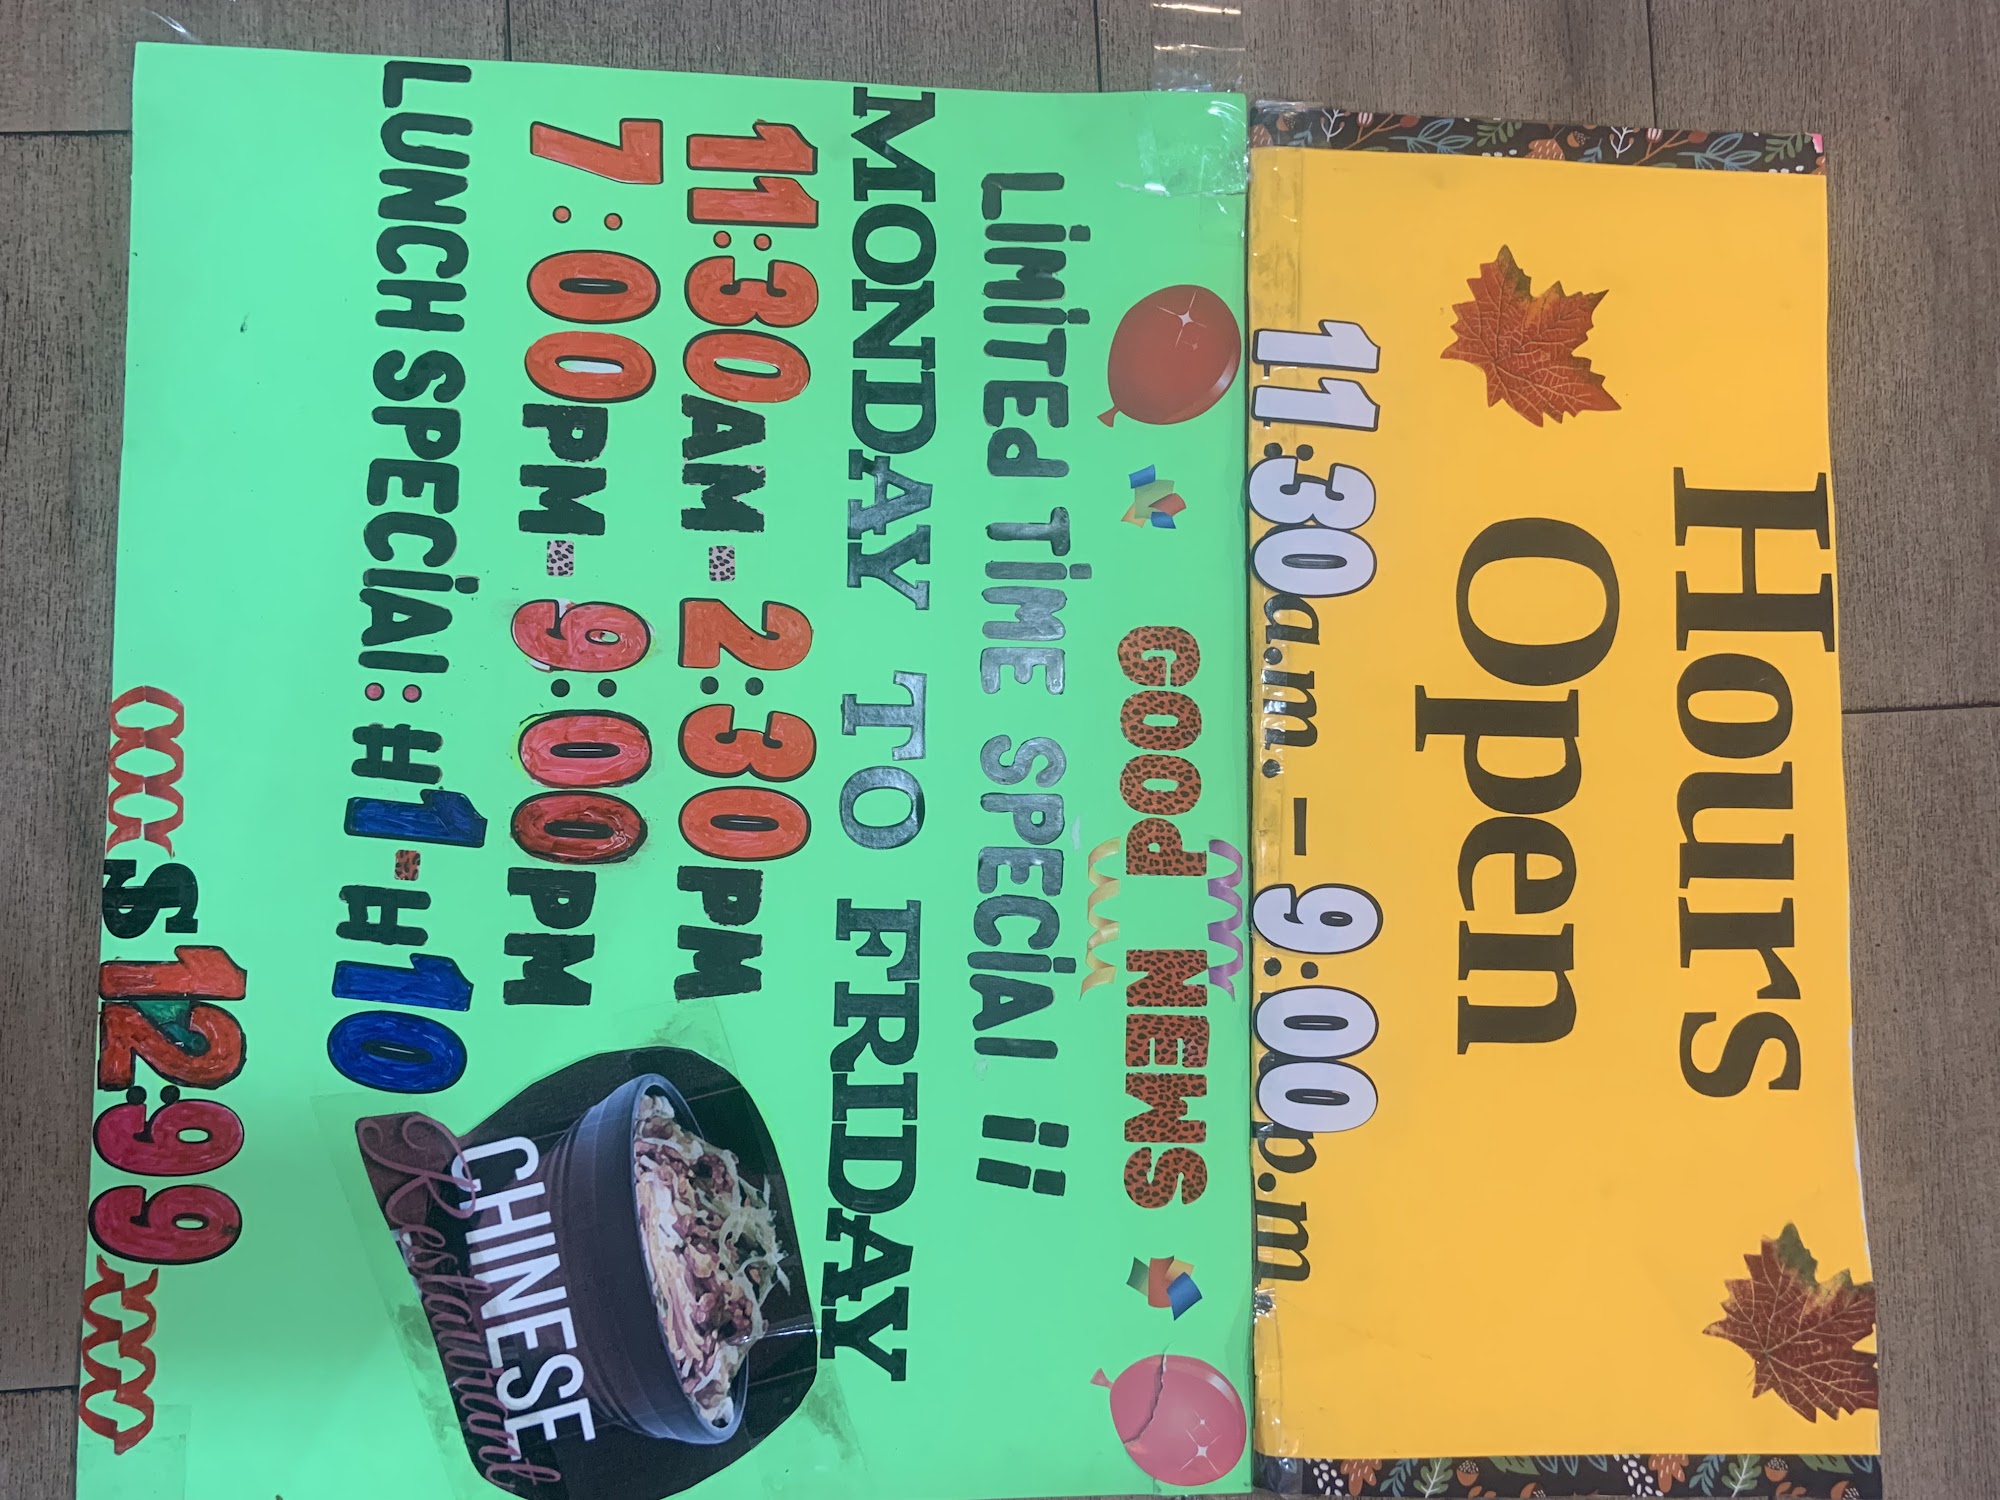 Hours
Open
11:30a.m. - 9:00p.m
GOOd NEWS
LiMiTEd TiME SPECiAl !!
MONDAY TO FRIDAY
11:30AM-2:30PM
7:00PM-9:00PM
LUNCH SPECiAl: #1-#10
CHINESE
Restaurant
$12:99